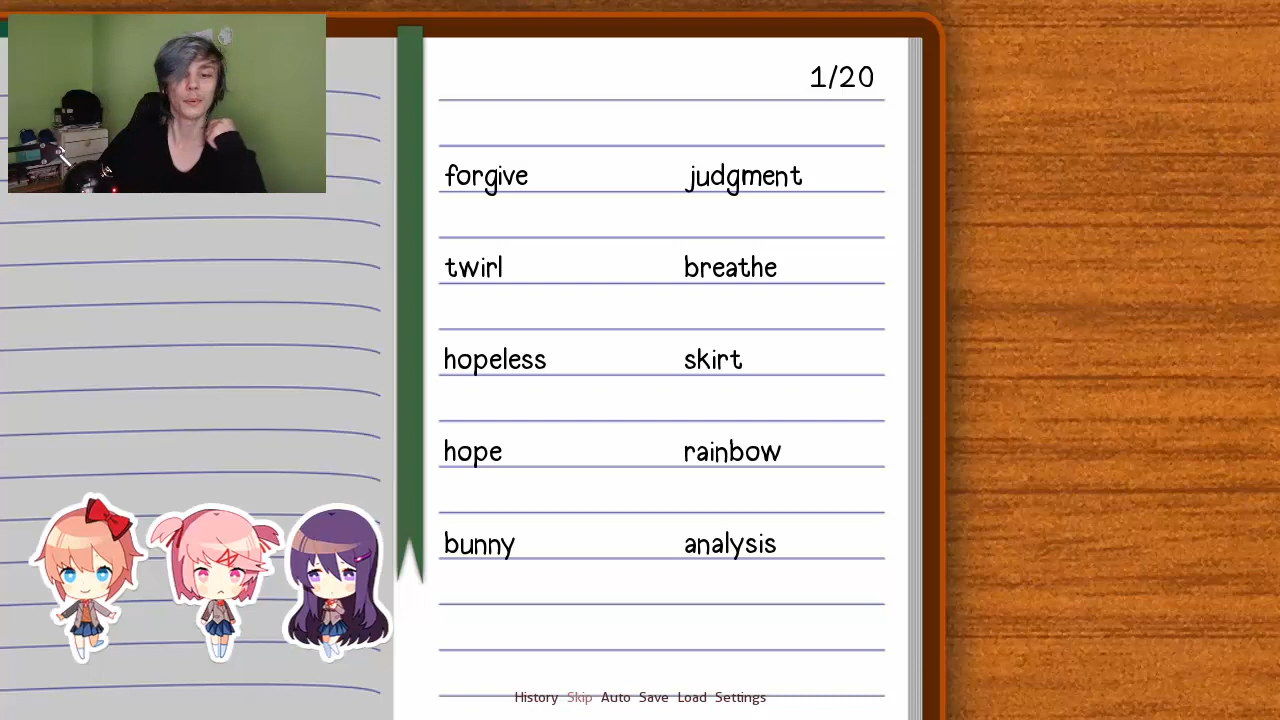 1/20
forgive judgment
twirl breathe
hopeless skirt
hope rainbow
bunny analysis
History Skip Auto Save Load Settings